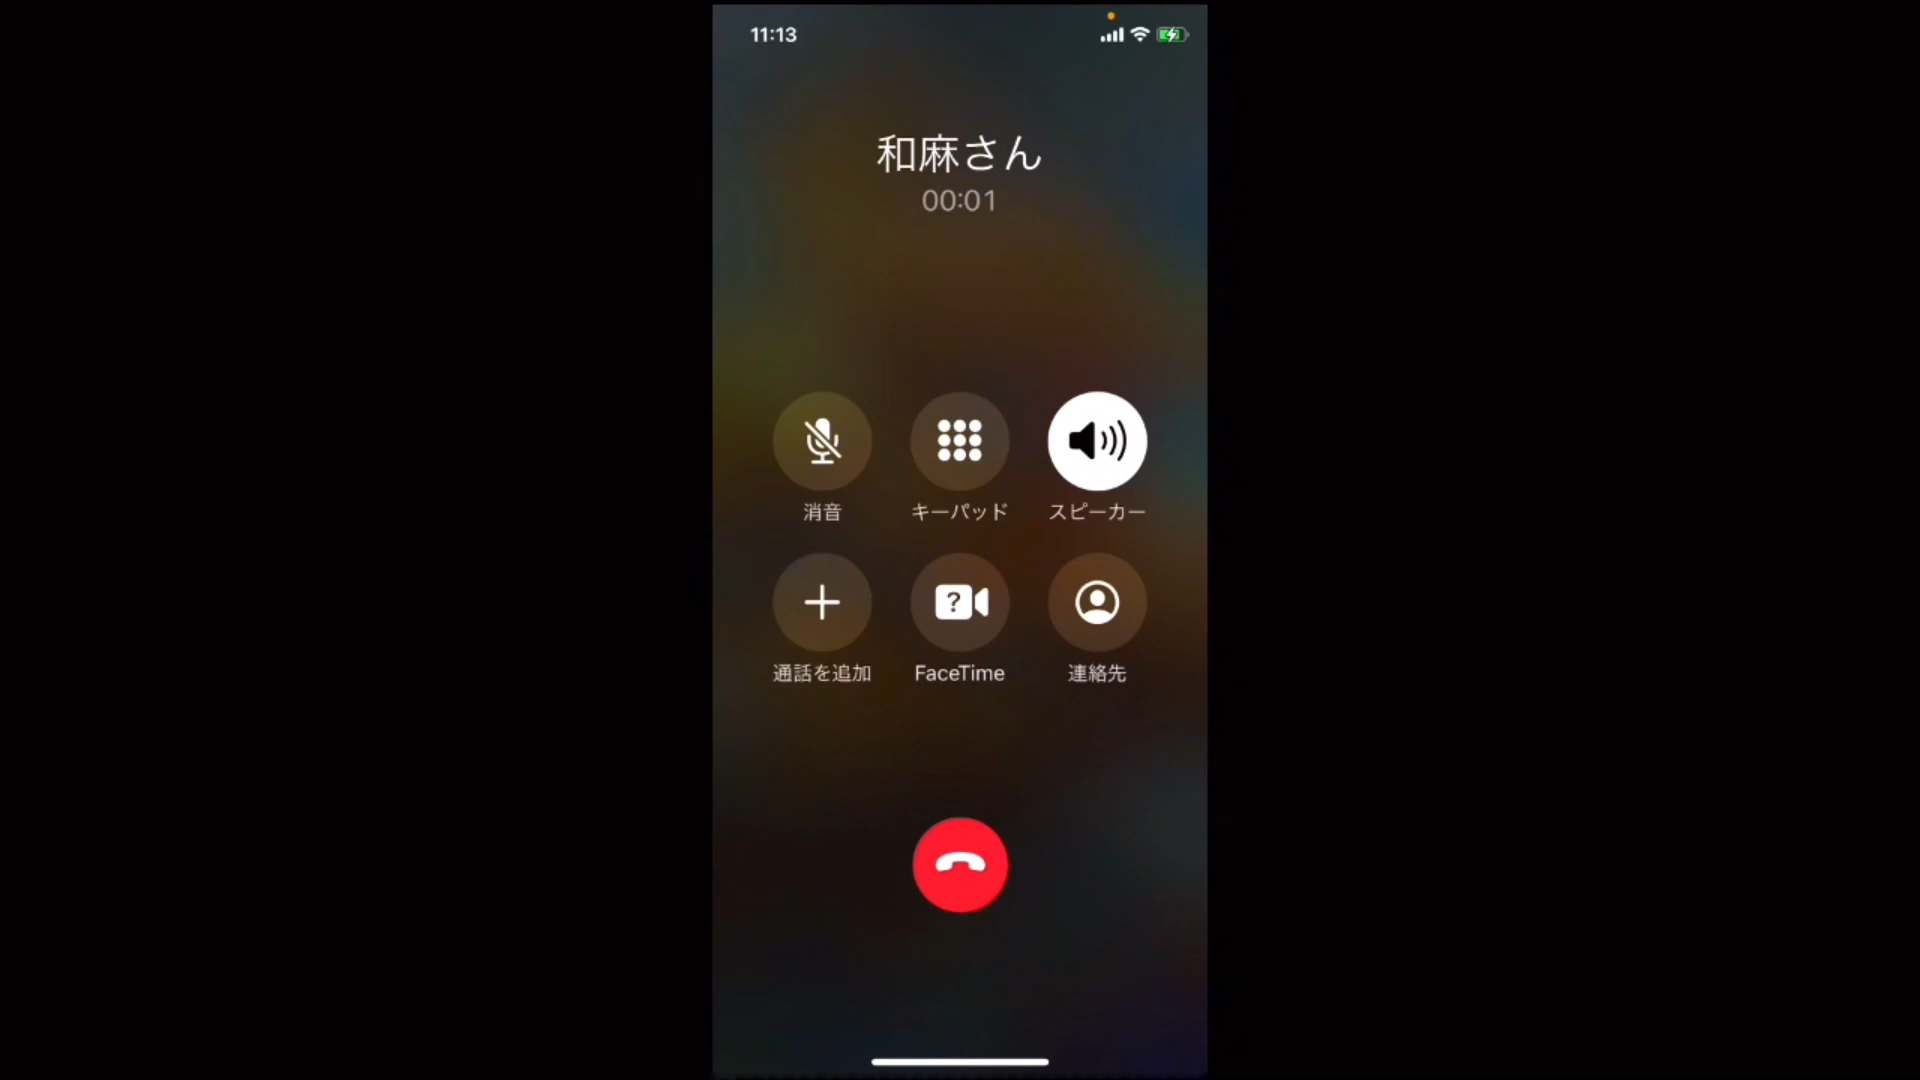 11:13
和麻さん
00:01
消音
キーパッド
スピーカー
通話を追加
FaceTime
連絡先